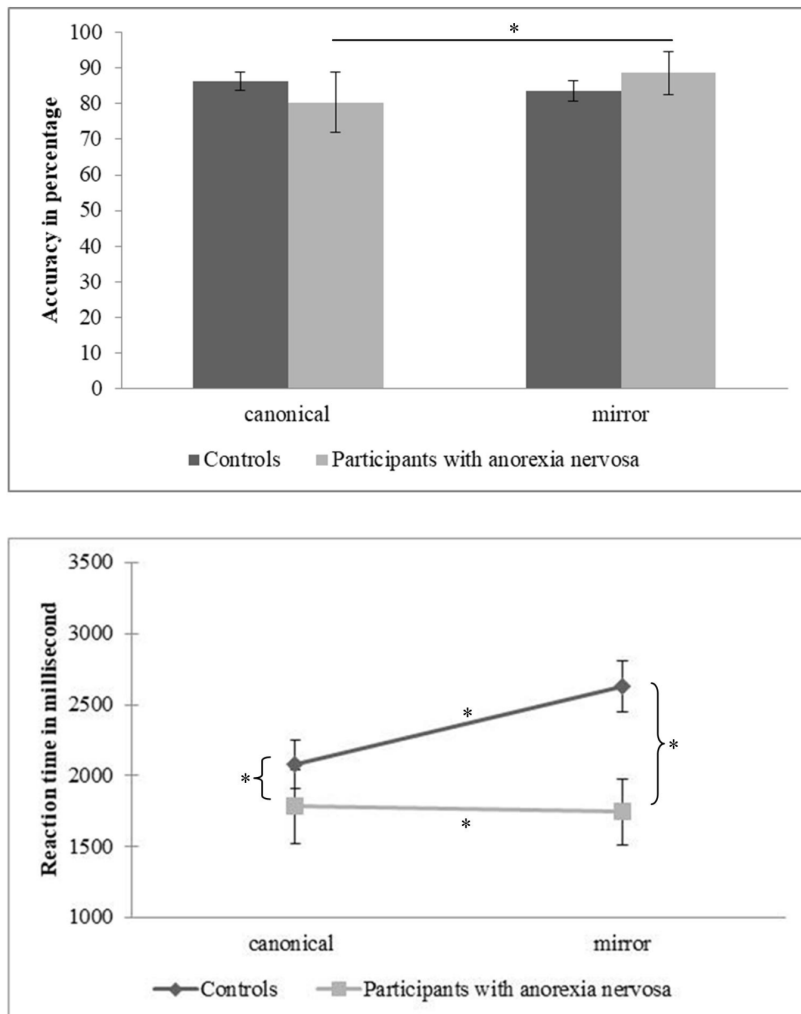 Accuracy in percentage
100
90
80
70
60
50
40
30
20
10
0
*
canonical
mirror
Controls
Participants with anorexia nervosa
Reaction time in millisecond
3500
3000
2500
2000
1500
1000
*
*
*
*
canonical
mirror
Controls
Participants with anorexia nervosa